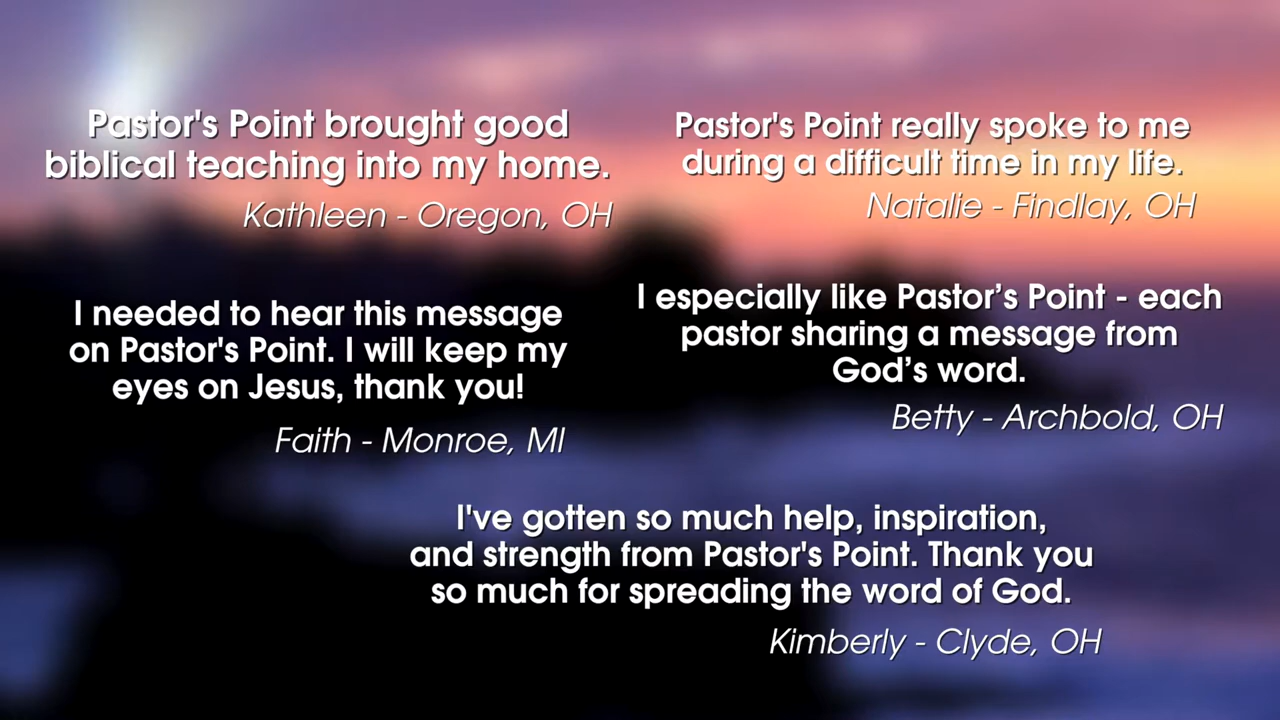 Pastor's Point brought good
biblical teaching into my home.
Kathleen - Oregon, OH
Pastor's Point really spoke to me
during a difficult time in my life.
Natalie - Findlay, OH
I needed to hear this message
on Pastor's Point. I will keep my
eyes on Jesus, thank you!
Faith - Monroe, MI
I especially like Pastor’s Point - each
pastor sharing a message from
God’s word.
Betty - Archbold, OH
I've gotten so much help, inspiration,
and strength from Pastor's Point. Thank you
so much for spreading the word of God.
Kimberly - Clyde, OH